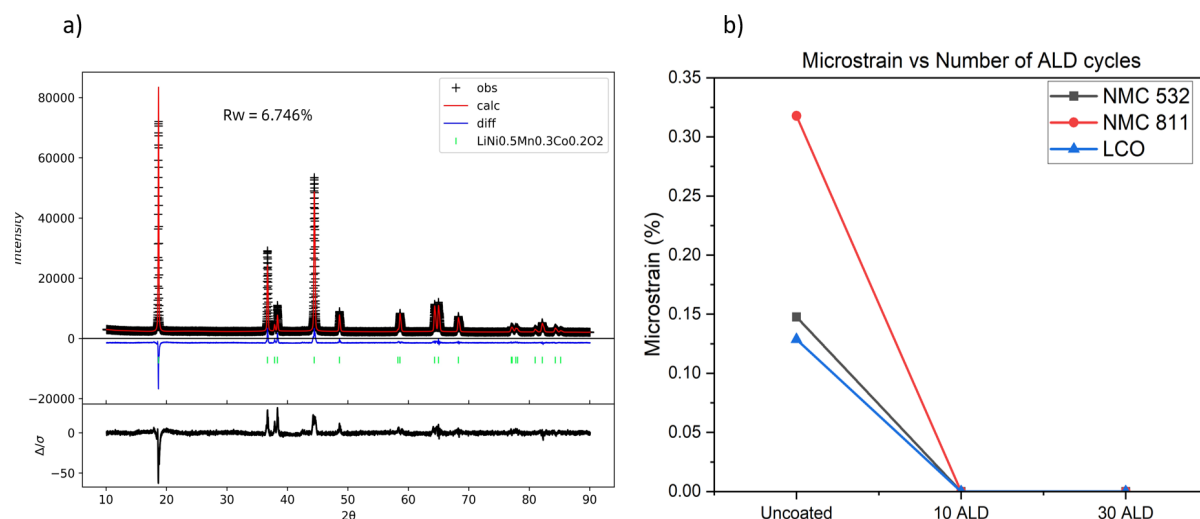 a)
80000
60000
40000
20000
0
−20000
Intensity
Rw = 6.746%
obs
calc
diff
LiNi0.5Mn0.3Co0.2O2
0
−50
Δ/σ
10 20 30 40 50 60 70 80 90
2θ
b)
Microstrain vs Number of ALD cycles
0.35
0.30
0.25
0.20
0.15
0.10
0.05
0.00
Microstrain (%)
NMC 532
NMC 811
LCO
Uncoated 10 ALD 30 ALD